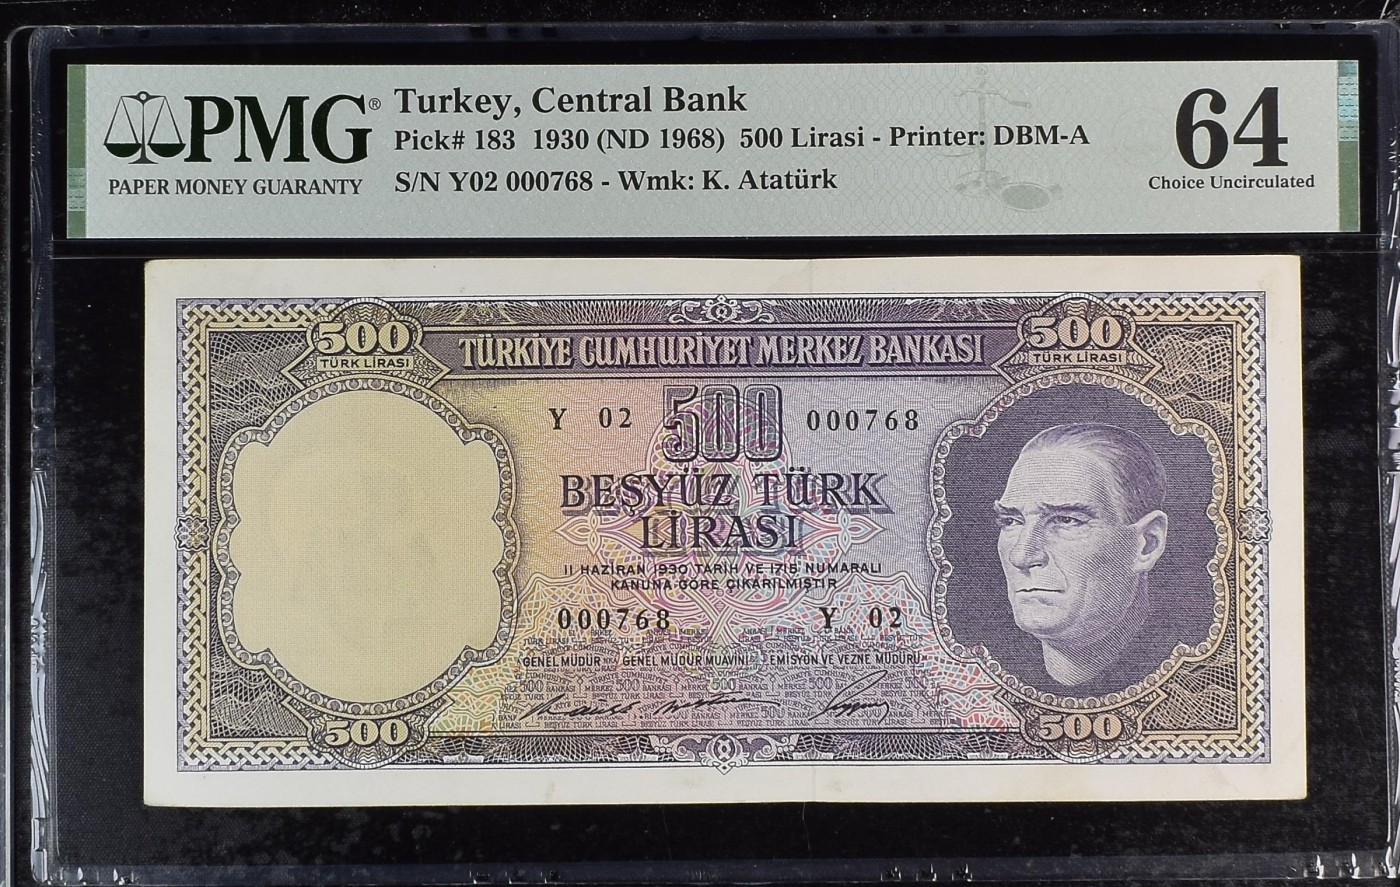 PMG®
PAPER MONEY GUARANTY
Turkey, Central Bank
Pick# 183 1930 (ND 1968) 500 Lirasi - Printer: DBM-A
S/N Y02 000768 - Wmk: K. Atatürk
64
Choice Uncirculated
500
TÜRK LİRASI
TÜRKİYE CUMHURİYET MERKEZ BANKASI
500
TÜRK LİRASI
Y 02 500 000768
BEŞYÜZ TÜRK
LİRASI
11 HAZİRAN 1930 TARİH VE 1715 NUMARALI
KANUNA GÖRE ÇIKARILMIŞTIR
000768 Y 02
GENEL MÜDÜR GENEL MÜDÜR MUAVİNİ EMİSYON VE VEZNE MÜDÜRÜ
500 500